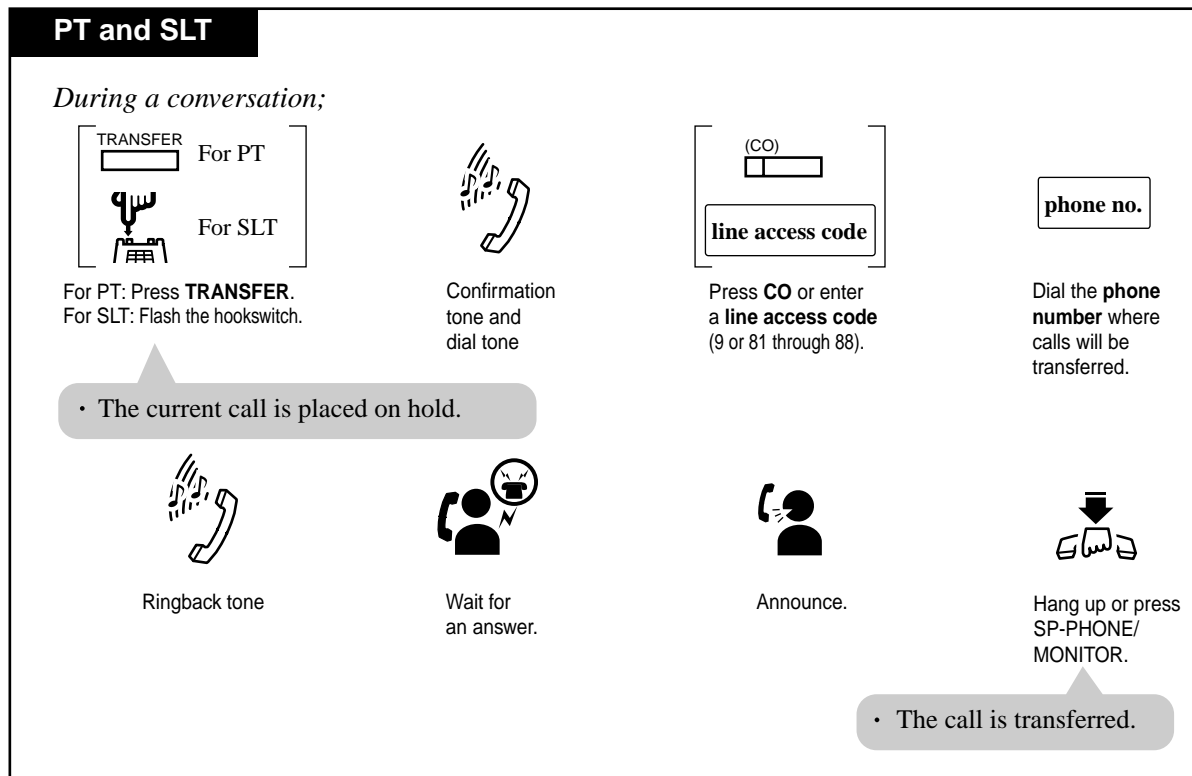 PT and SLT
During a conversation;
TRANSFER
For PT
For SLT
For PT: Press TRANSFER.
For SLT: Flash the hookswitch.
Confirmation
tone and
dial tone
(CO)
line access code
Press CO or enter
a line access code
(9 or 81 through 88).
phone no.
Dial the phone
number where
calls will be
transferred.
· The current call is placed on hold.
Ringback tone
Wait for
an answer.
Announce.
Hang up or press
SP-PHONE/
MONITOR.
· The call is transferred.